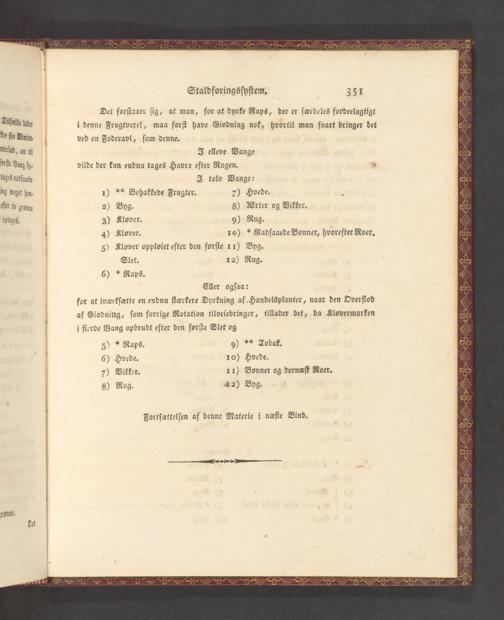 Staldforingssystem. 351
Det forstaaer sig, at man, for at dyrke Raps, der er særdeles fordeelagtigt
i denne Frugtvexel, maa først have Giødning nok, hvortil man snart bringer det
ved en Foderavl, som denne.
I elleve Vange
vilde der kun endnu tages Havre efter Rugen.
I tolv Vange:
1) ** Behakkede Frugter.
2) Byg.
3) Kløver.
4) Kløver.
5) Kløver opploiet efter den første
Slet.
6) * Raps.
7) Hvede.
8) Ærter og Vikker.
9) Rug.
10) * Radsaaede Bønner, hvorefter Roer.
11) Byg.
12) Rug.
Eller ogsaa:
for at iværksætte en endnu stærkere Dyrkning af Handelsplanter, naar den Overflod
af Giødning, som forrige Rotation tilveiebringer, tillader det, da Kløvermarken
i fierde Vang opbrudt efter den første Slet og
5) * Raps.
6) Hvede.
7) Vikker.
8) Rug.
9) ** Tobak.
10) Hvede.
11) Bønner og dernæst Roer.
12) Byg.
Fortsættelsen af denne Materie i næste Bind.